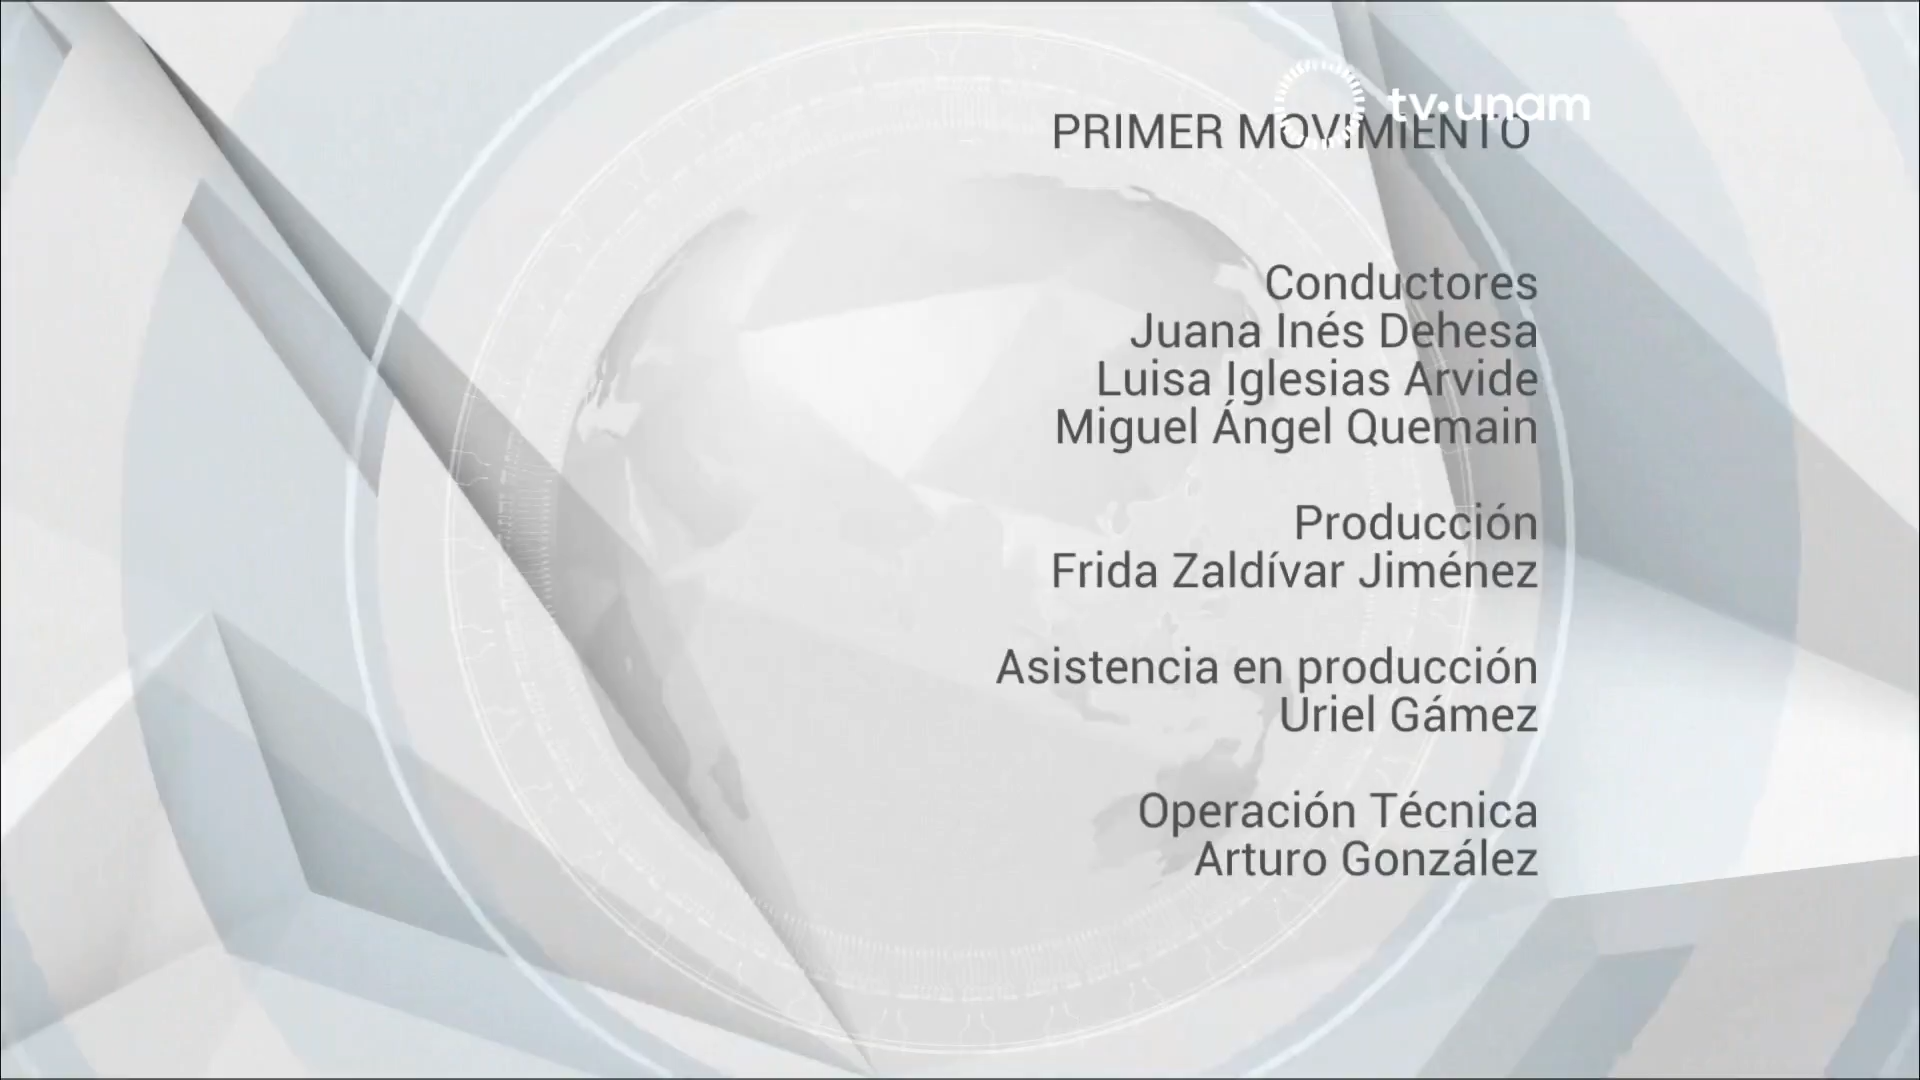 tv.unam
PRIMER MOVIMIENTO
Conductores
Juana Inés Dehesa
Luisa Iglesias Arvide
Miguel Ángel Quemain
Producción
Frida Zaldívar Jiménez
Asistencia en producción
Uriel Gámez
Operación Técnica
Arturo González